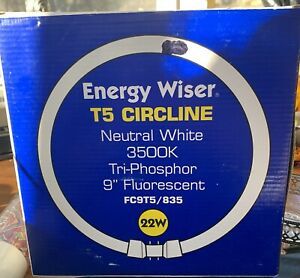 Energy Wiser®
T5 CIRCLINE
Neutral White
3500K
Tri-Phosphor
9" Fluorescent
FC9T5/835
22W